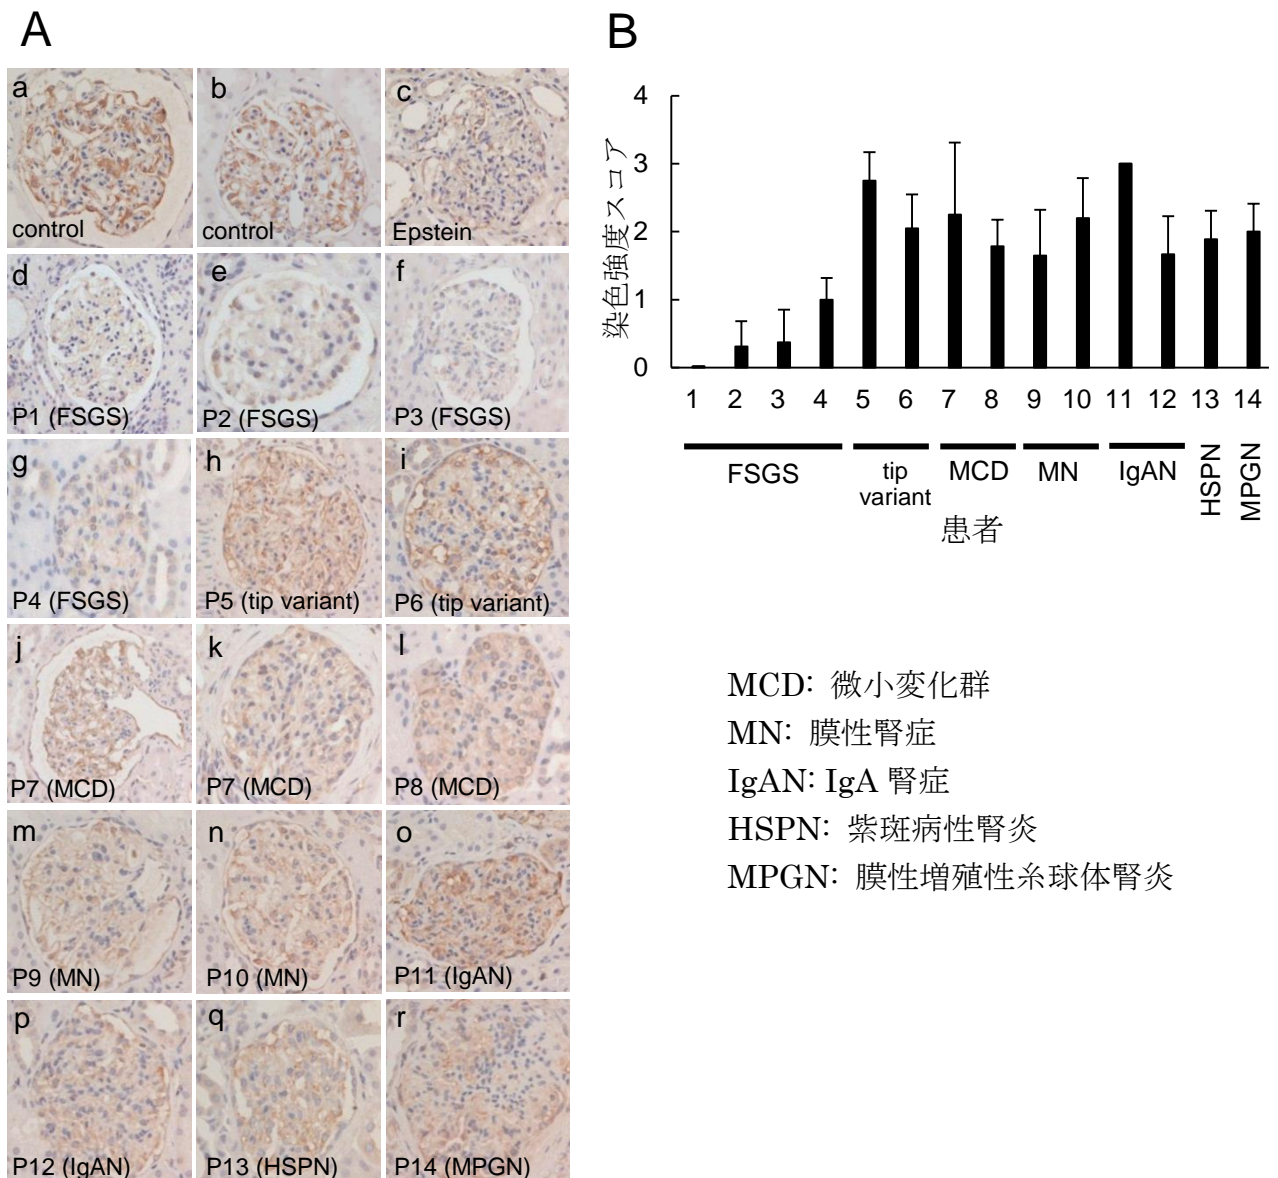 A
a
control
b
control
c
Epstein
d
P1 (FSGS)
e
P2 (FSGS)
f
P3 (FSGS)
g
P4 (FSGS)
h
P5 (tip variant)
i
P6 (tip variant)
j
P7 (MCD)
k
P7 (MCD)
l
P8 (MCD)
m
P9 (MN)
n
P10 (MN)
o
P11 (IgAN)
p
P12 (IgAN)
q
P13 (HSPN)
r
P14 (MPGN)
B
染色強度スコア
4
3
2
1
0
1 2 3 4 5 6 7 8 9 10 11 12 13 14
FSGS
tip
variant
MCD
MN
IgAN
HSPN
MPGN
患者
MCD: 微小変化群
MN: 膜性腎症
IgAN: IgA 腎症
HSPN: 紫斑病性腎炎
MPGN: 膜性増殖性糸球体腎炎